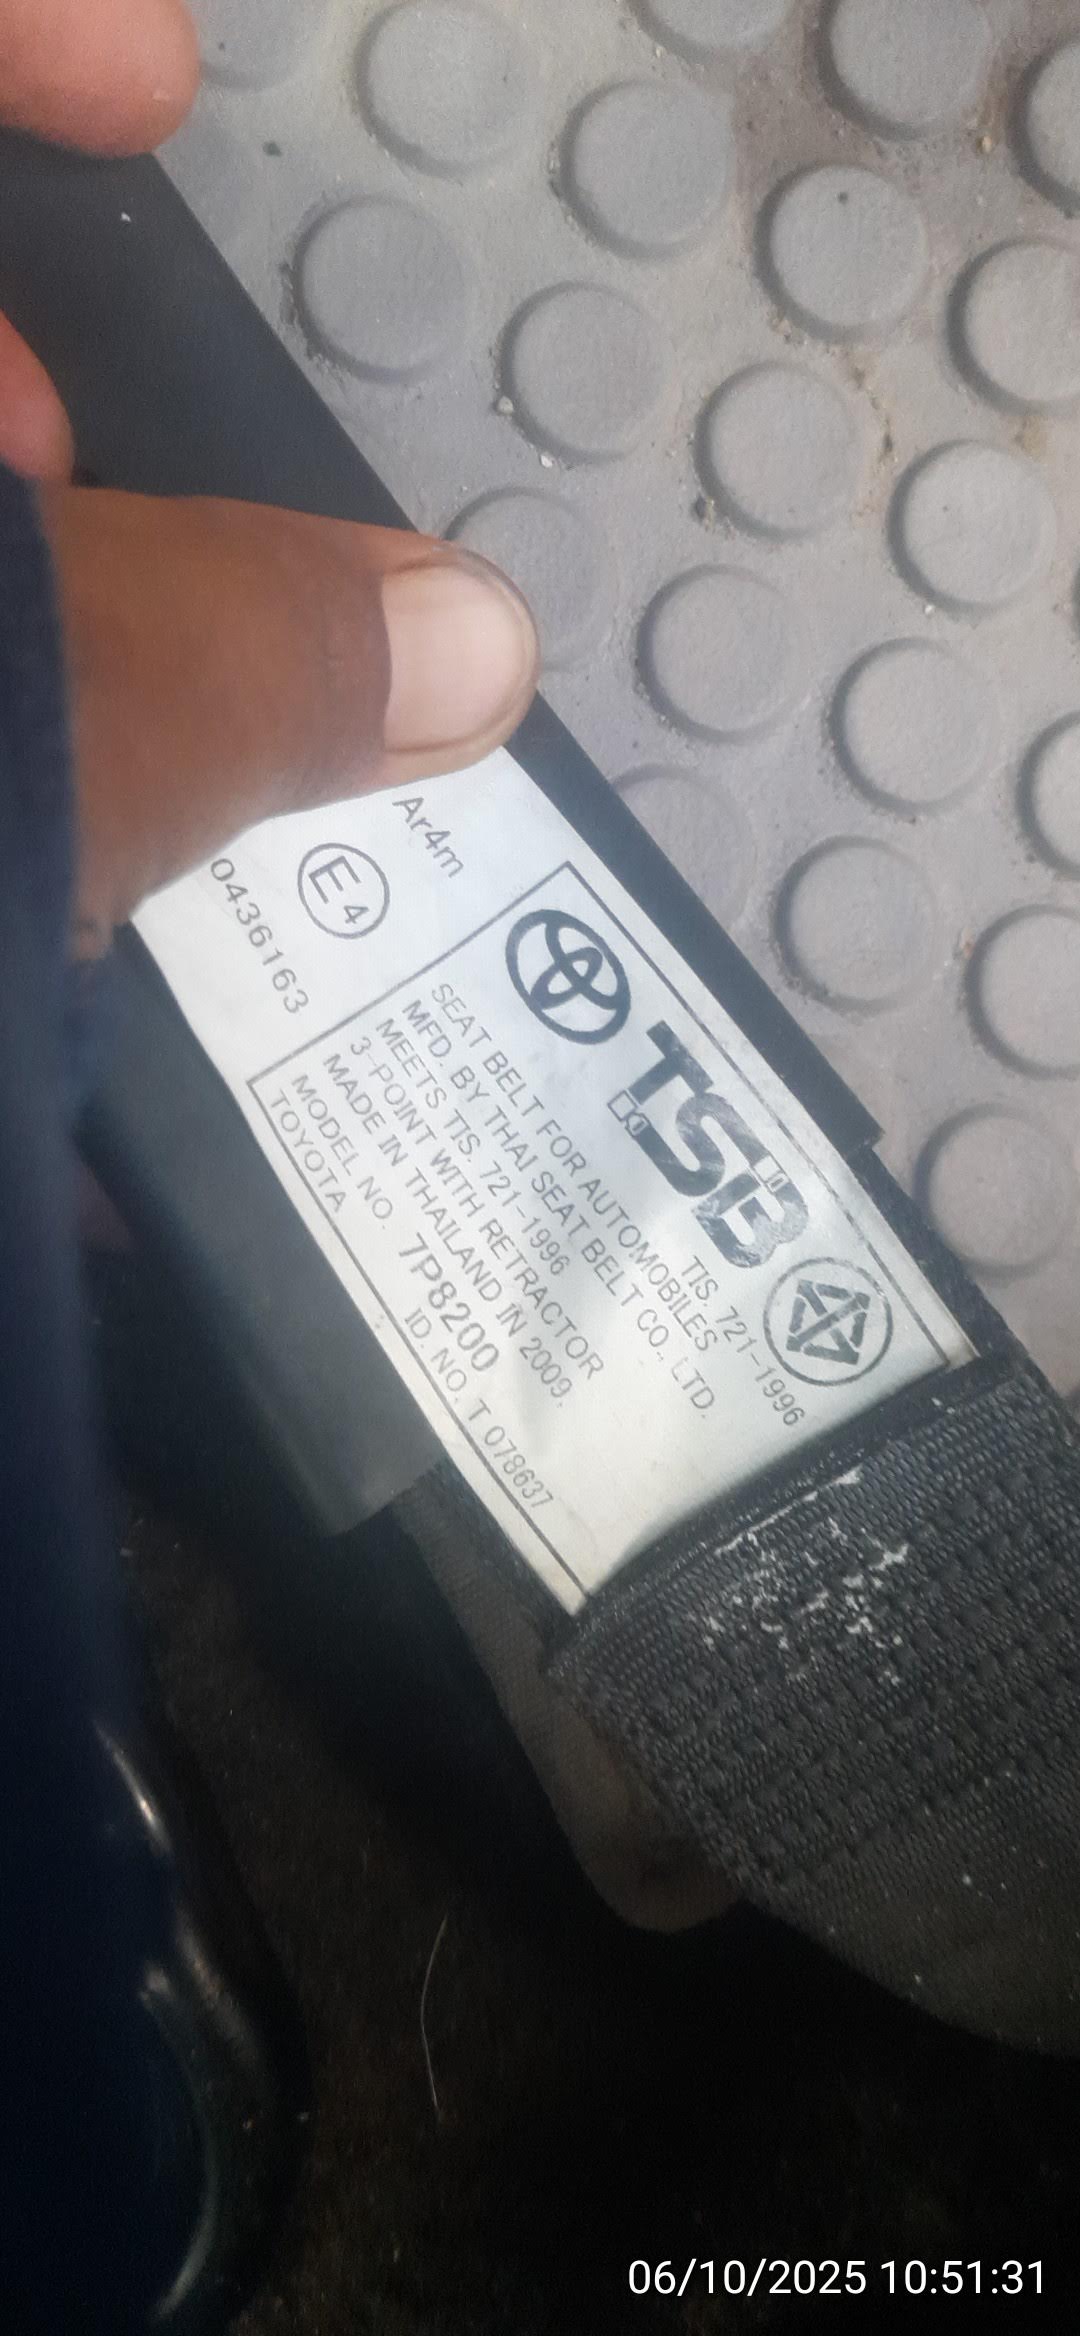 Ar4m
E4
0436163
TSB
TIS. 721-1996
SEAT BELT FOR AUTOMOBILES
MFD. BY THAI SEAT BELT CO., LTD.
MEETS TIS. 721-1996
3-POINT WITH RETRACTOR
MADE IN THAILAND IN 2009.
MODEL NO. 7P8200
TOYOTA ID. NO. T 078637
06/10/2025 10:51:31